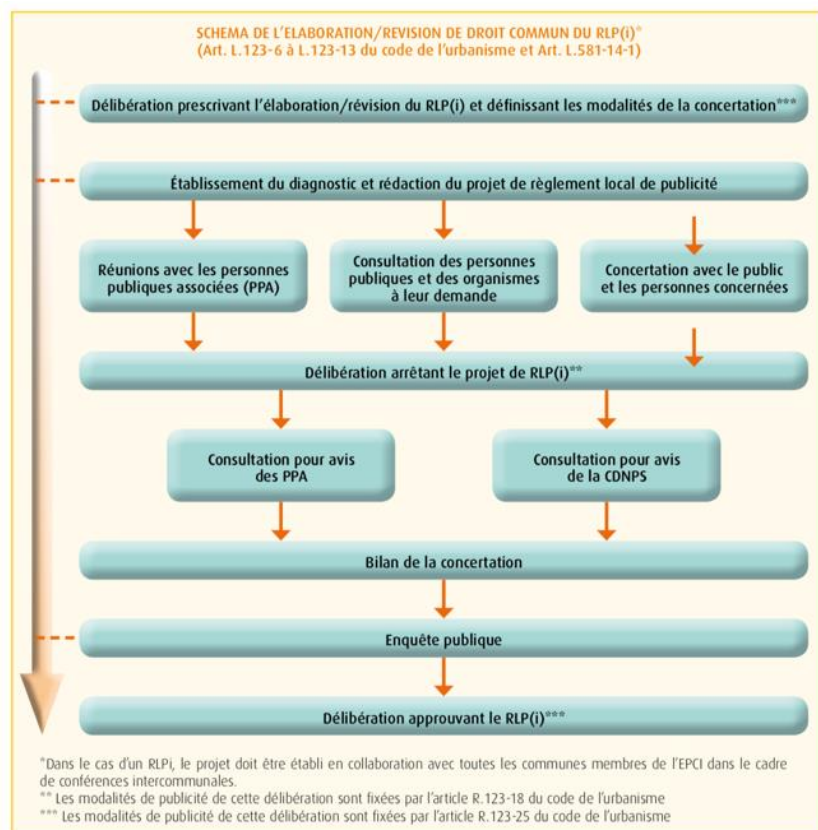 SCHEMA DE L'ELABORATION/REVISION DE DROIT COMMUN DU RLP(i)*
(Art. L.123-6 à L.123-13 du code de l'urbanisme et Art. L.581-14-1)
Délibération prescrivant l'élaboration/révision du RLP(i) et définissant les modalités de la concertation***
Établissement du diagnostic et rédaction du projet de règlement local de publicité
Réunions avec les personnes
publiques associées (PPA)
Consultation des personnes
publiques et des organismes
à leur demande
Concertation avec le public
et les personnes concernées
Délibération arrêtant le projet de RLP(i)**
Consultation pour avis
des PPA
Consultation pour avis
de la CDNPS
Bilan de la concertation
Enquête publique
Délibération approuvant le RLP(i)***
*Dans le cas d'un RLPi, le projet doit être établi en collaboration avec toutes les communes membres de l'EPCI dans le cadre
de conférences intercommunales.
** Les modalités de publicité de cette délibération sont fixées par l'article R.123-18 du code de l'urbanisme
*** Les modalités de publicité de cette délibération sont fixées par l'article R.123-25 du code de l'urbanisme